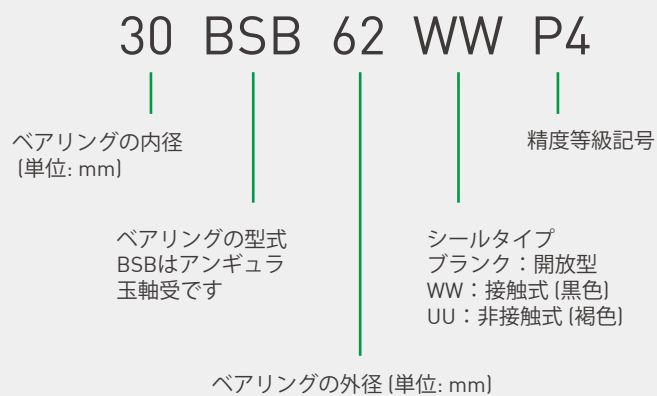 30 BSB 62 WW P4
ベアリングの内径
(単位: mm)
精度等級記号
ベアリングの型式
BSBはアンギュラ
玉軸受です
シールタイプ
ブランク：開放型
WW：接触式 (黒色)
UU：非接触式 (褐色)
ベアリングの外径 (単位: mm)